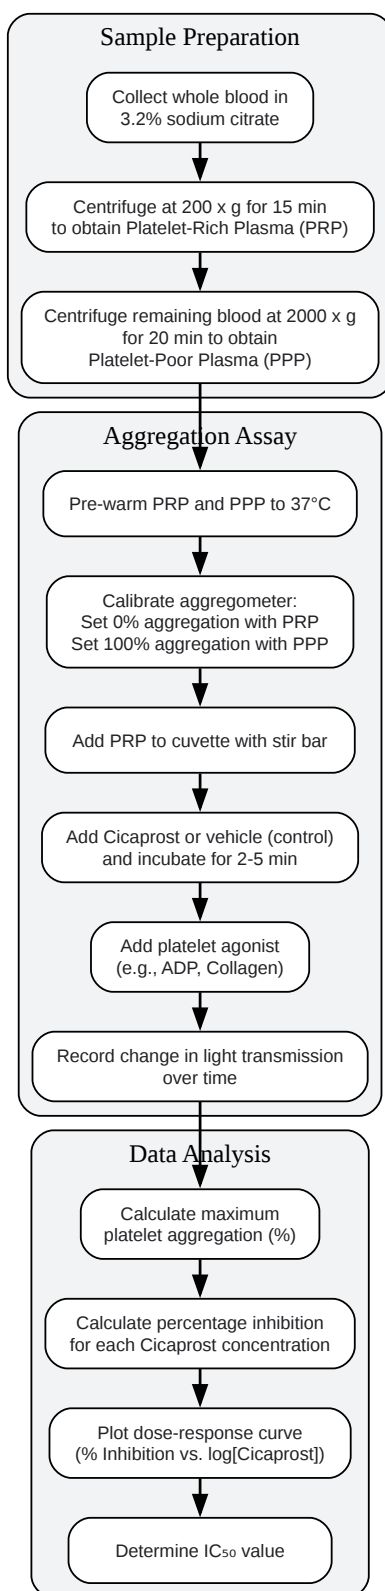 Sample Preparation
Collect whole blood in
3.2% sodium citrate
Centrifuge at 200 x g for 15 min
to obtain Platelet-Rich Plasma (PRP)
Centrifuge remaining blood at 2000 x g
for 20 min to obtain
Platelet-Poor Plasma (PPP)
Aggregation Assay
Pre-warm PRP and PPP to 37°C
Calibrate aggregometer:
Set 0% aggregation with PRP
Set 100% aggregation with PPP
Add PRP to cuvette with stir bar
Add Cicaprost or vehicle (control)
and incubate for 2-5 min
Add platelet agonist
(e.g., ADP, Collagen)
Record change in light transmission
over time
Data Analysis
Calculate maximum
platelet aggregation (%)
Calculate percentage inhibition
for each Cicaprost concentration
Plot dose-response curve
(% Inhibition vs. log[Cicaprost])
Determine IC₅₀ value